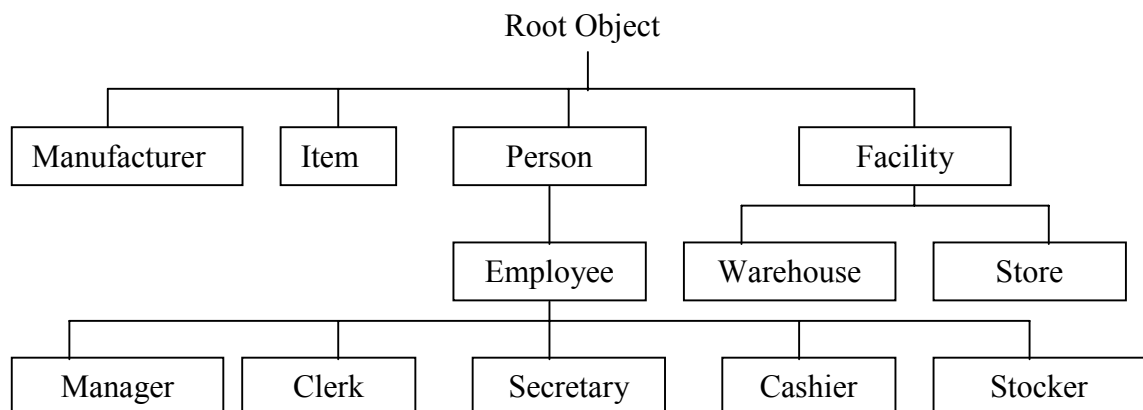 Root Object
Manufacturer Item Person Facility
Employee Warehouse Store
Manager Clerk Secretary Cashier Stocker